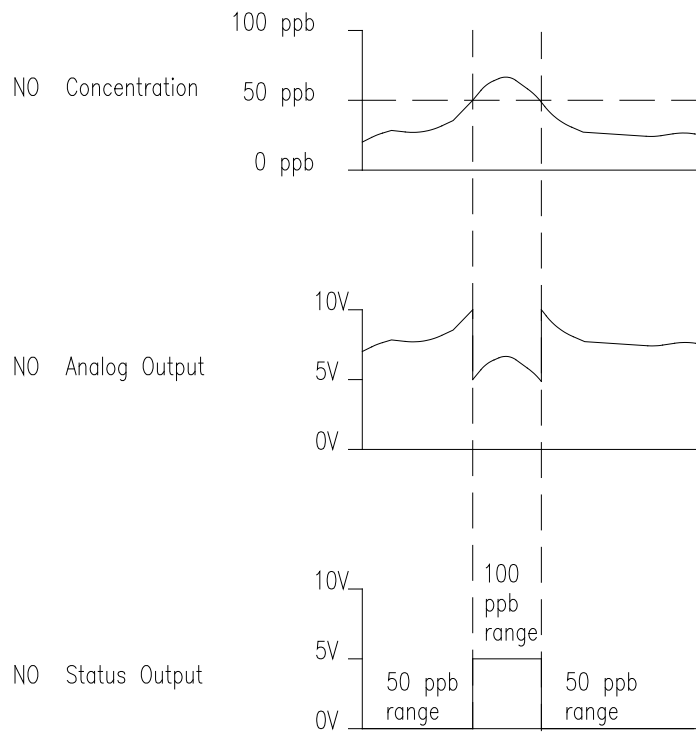 100 ppb
NO Concentration
50 ppb
0 ppb
10V
NO Analog Output
5V
0V
10V
100
ppb
range
5V
NO Status Output
50 ppb
range
50 ppb
range
0V